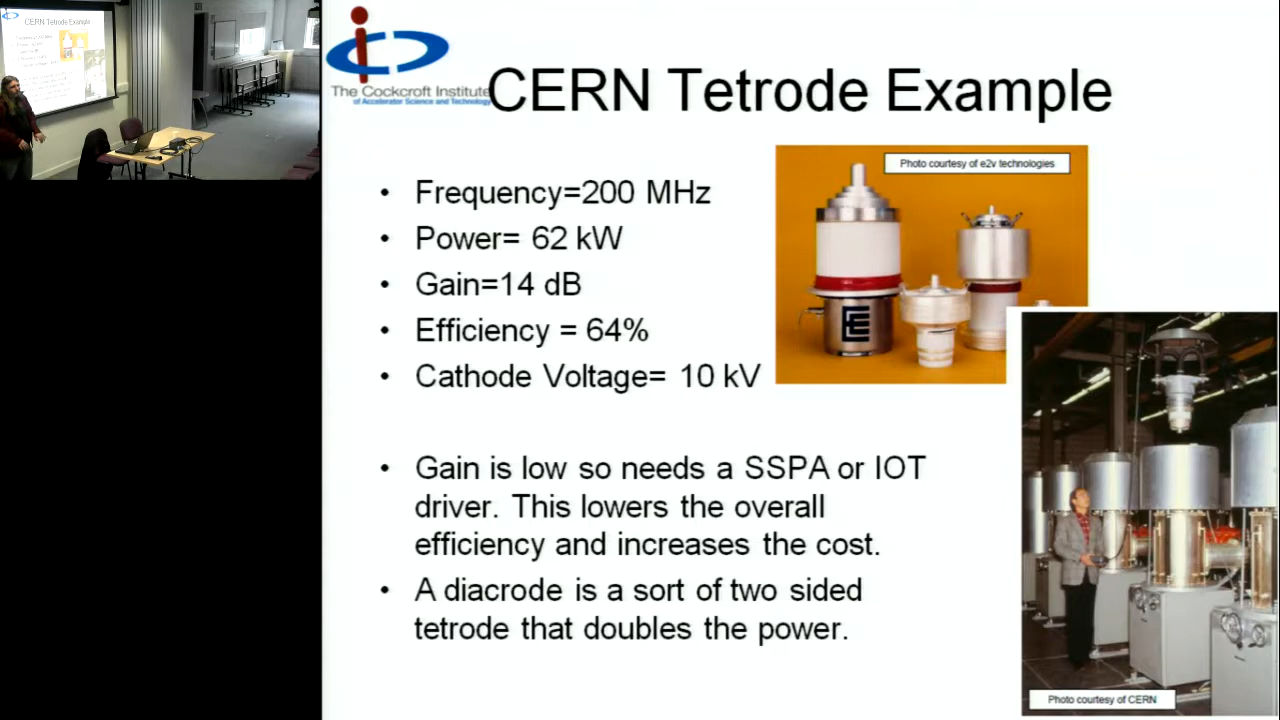 CERN Tetrode Example
The Cockcroft Institute
of Accelerator Science and Technology
CERN Tetrode Example
Photo courtesy of e2v technologies
• Frequency=200 MHz
• Power= 62 kW
• Gain=14 dB
• Efficiency = 64%
• Cathode Voltage= 10 kV
• Gain is low so needs a SSPA or IOT
driver. This lowers the overall
efficiency and increases the cost.
• A diacrode is a sort of two sided
tetrode that doubles the power.
Photo courtesy of CERN